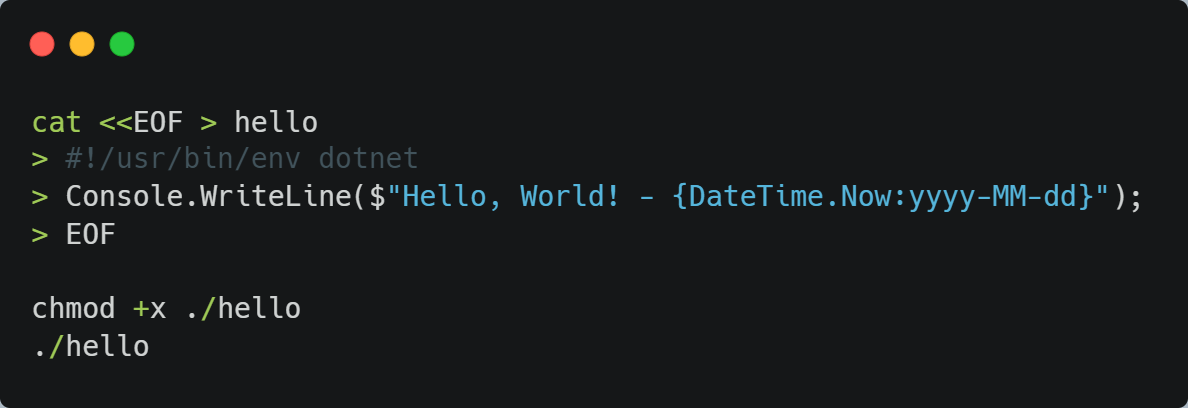 cat <<EOF > hello
> #!/usr/bin/env dotnet
> Console.WriteLine($"Hello, World! - {DateTime.Now:yyyy-MM-dd}");
> EOF
chmod +x ./hello
./hello